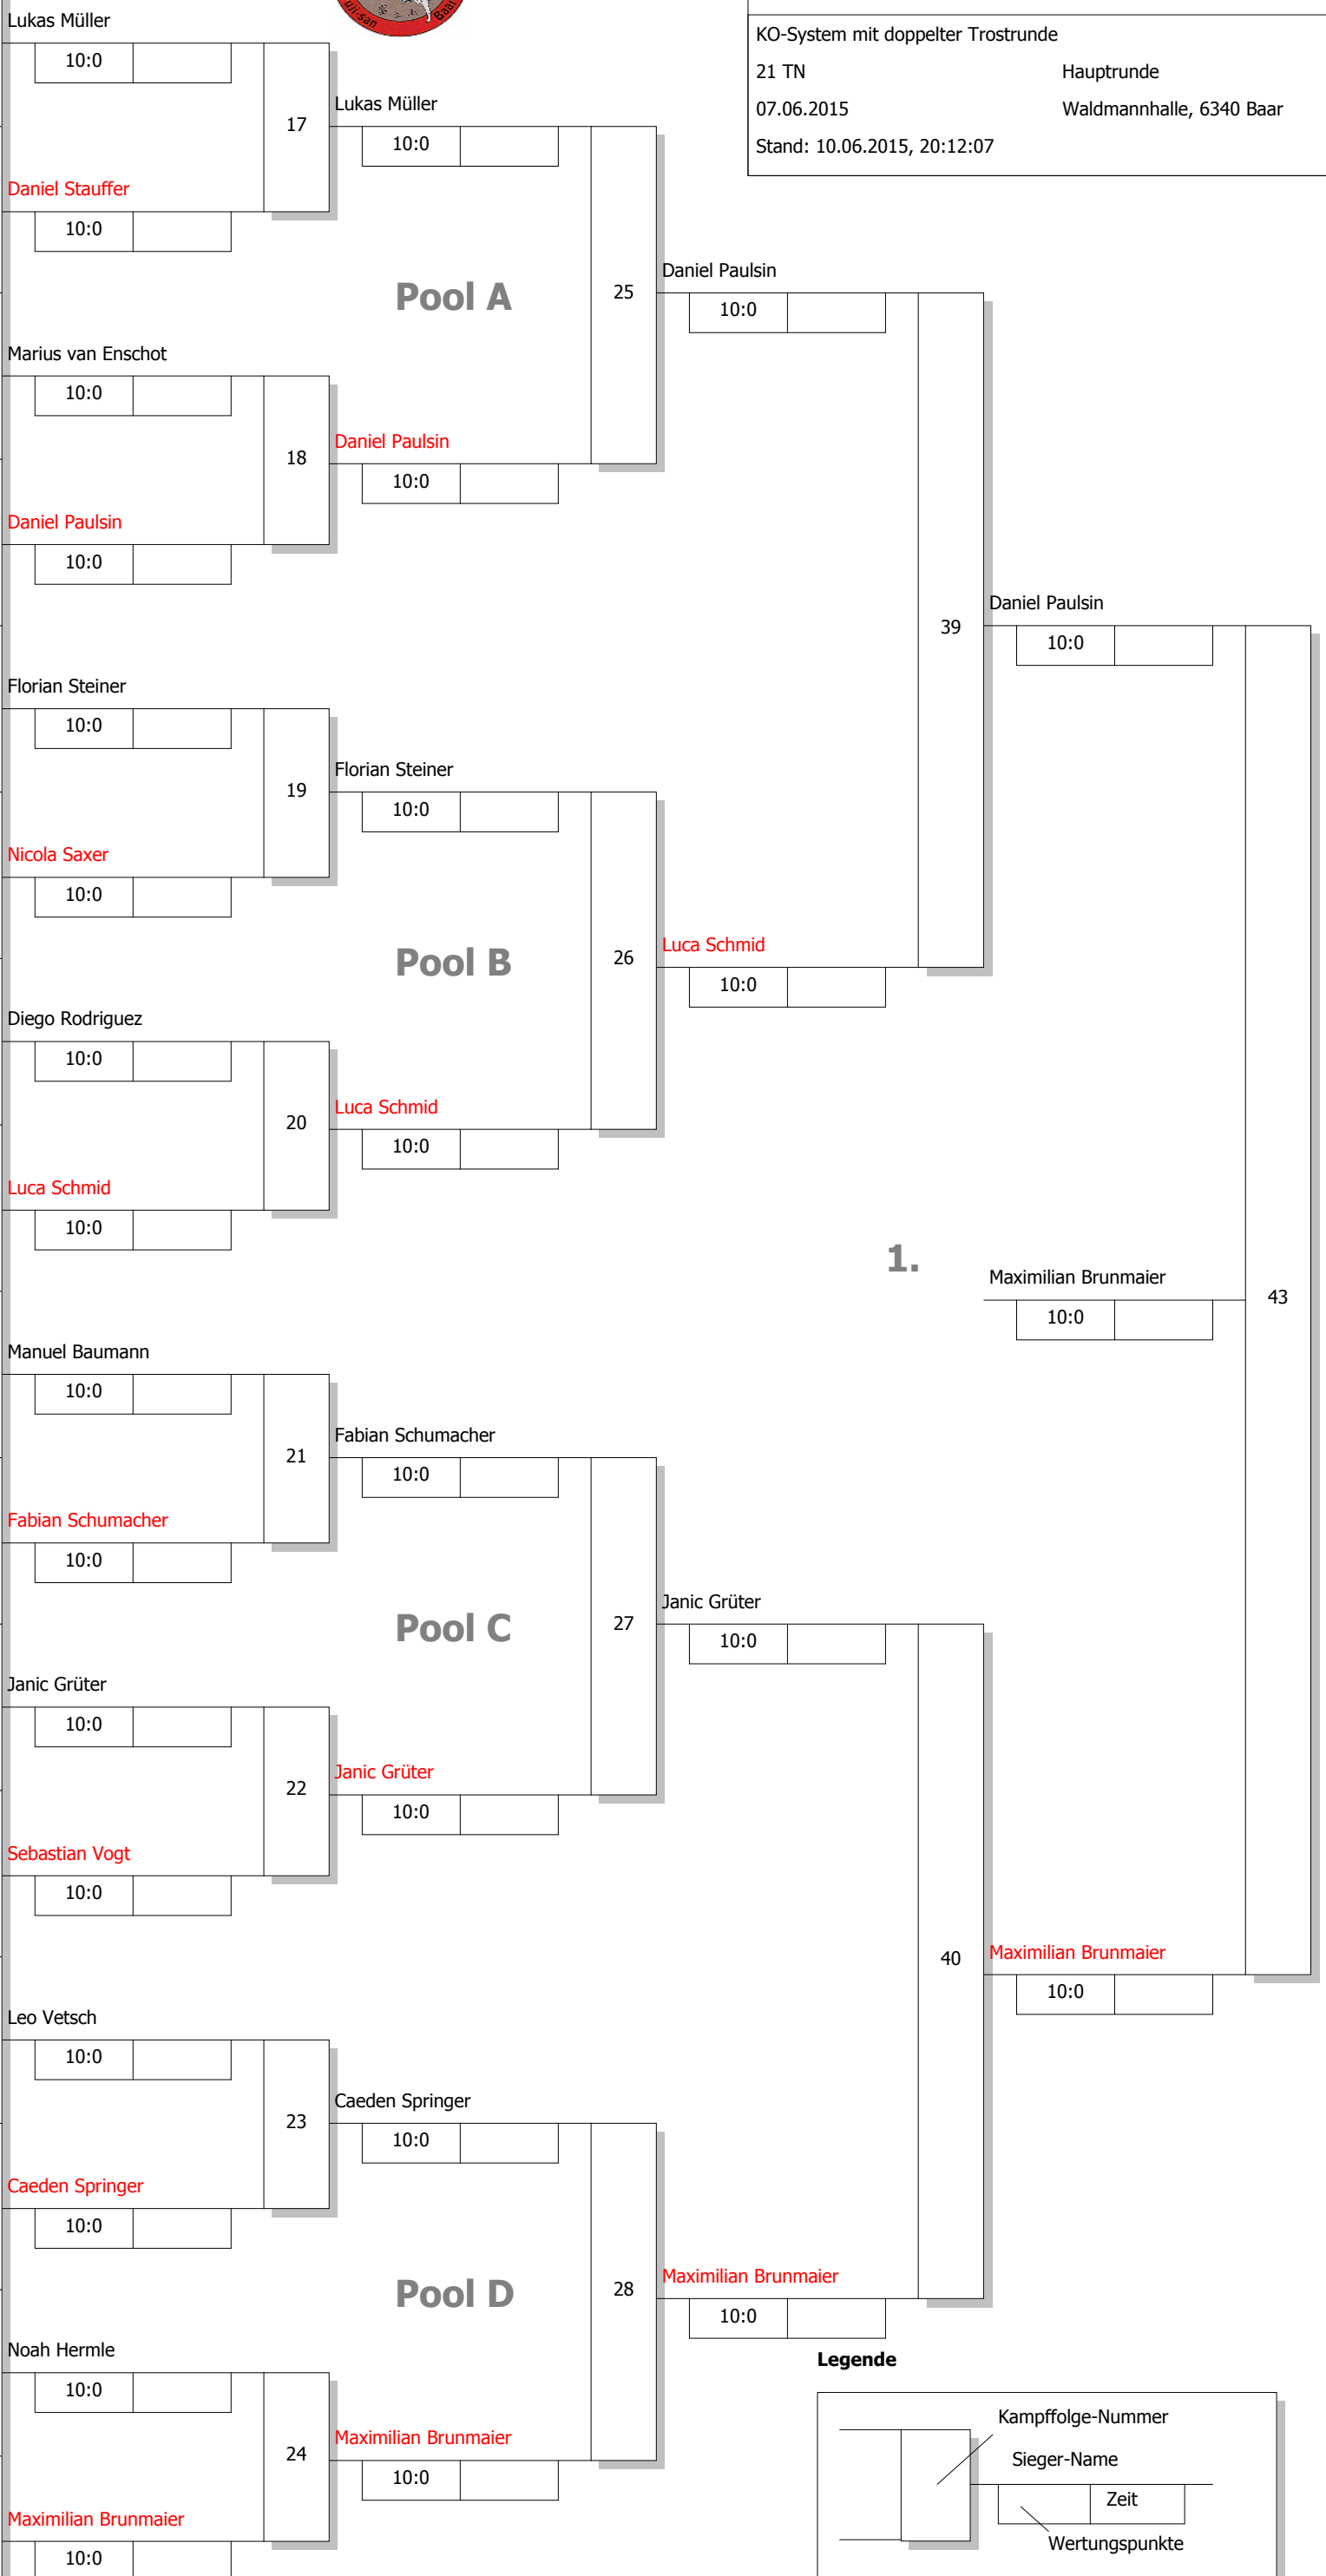 KO-System mit doppelter Trostrunde
21 TN Hauptrunde
07.06.2015 Waldmannhalle, 6340 Baar
Stand: 10.06.2015, 20:12:07
Lukas Müller
10:0
17
Daniel Stauffer
10:0
Lukas Müller
10:0
Pool A
25
Marius van Enschot
10:0
18
Daniel Paulsin
10:0
Daniel Paulsin
10:0
Daniel Paulsin
10:0
39
Daniel Paulsin
10:0
Florian Steiner
10:0
19
Nicola Saxer
10:0
Florian Steiner
10:0
Pool B
26
Luca Schmid
10:0
Diego Rodriguez
10:0
20
Luca Schmid
10:0
Luca Schmid
10:0
1.
Maximilian Brunmaier
10:0
43
Manuel Baumann
10:0
21
Fabian Schumacher
10:0
Fabian Schumacher
10:0
Pool C
27
Janic Grüter
10:0
Janic Grüter
10:0
22
Sebastian Vogt
10:0
Janic Grüter
10:0
40
Maximilian Brunmaier
10:0
Leo Vetsch
10:0
23
Caeden Springer
10:0
Caeden Springer
10:0
Pool D
28
Maximilian Brunmaier
10:0
Noah Hermle
10:0
24
Maximilian Brunmaier
10:0
Maximilian Brunmaier
10:0
Legende
Kampffolge-Nummer
Sieger-Name
Zeit
Wertungspunkte
san Baar